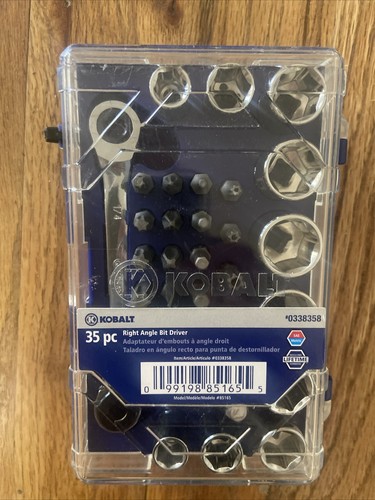 KOBALT
KOBALT
#0338358
35 pc Right Angle Bit Driver
Adaptateur d'embouts à angle droit
Taladro en ángulo recto para punta de destornillador
Item/Article/Artículo #0338358
LIFETIME
0 99198 85165 5
Model/Modèle/Modelo #85165